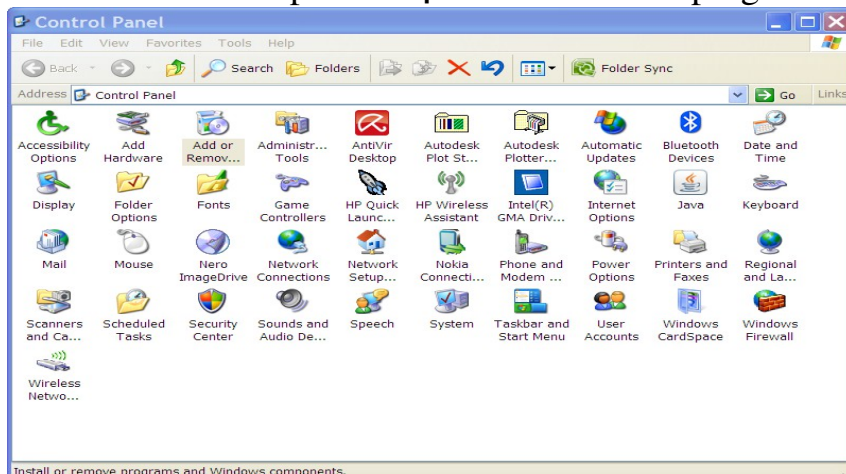 Control Panel
File Edit View Favorites Tools Help
Back Search Folders Folder Sync
Address Control Panel Go Links
Accessibility Options
Add Hardware
Add or Remov...
Administr... Tools
AntiVir Desktop
Autodesk Plot St...
Autodesk Plotter...
Automatic Updates
Bluetooth Devices
Date and Time
Display
Folder Options
Fonts
Game Controllers
HP Quick Launc...
HP Wireless Assistant
Intel(R) GMA Driv...
Internet Options
Java
Keyboard
Mail
Mouse
Nero ImageDrive
Network Connections
Network Setup...
Nokia Connecti...
Phone and Modem ...
Power Options
Printers and Faxes
Regional and La...
Scanners and Ca...
Scheduled Tasks
Security Center
Sounds and Audio De...
Speech
System
Taskbar and Start Menu
User Accounts
Windows CardSpace
Windows Firewall
Wireless Netwo...
Install or remove programs and Windows components.